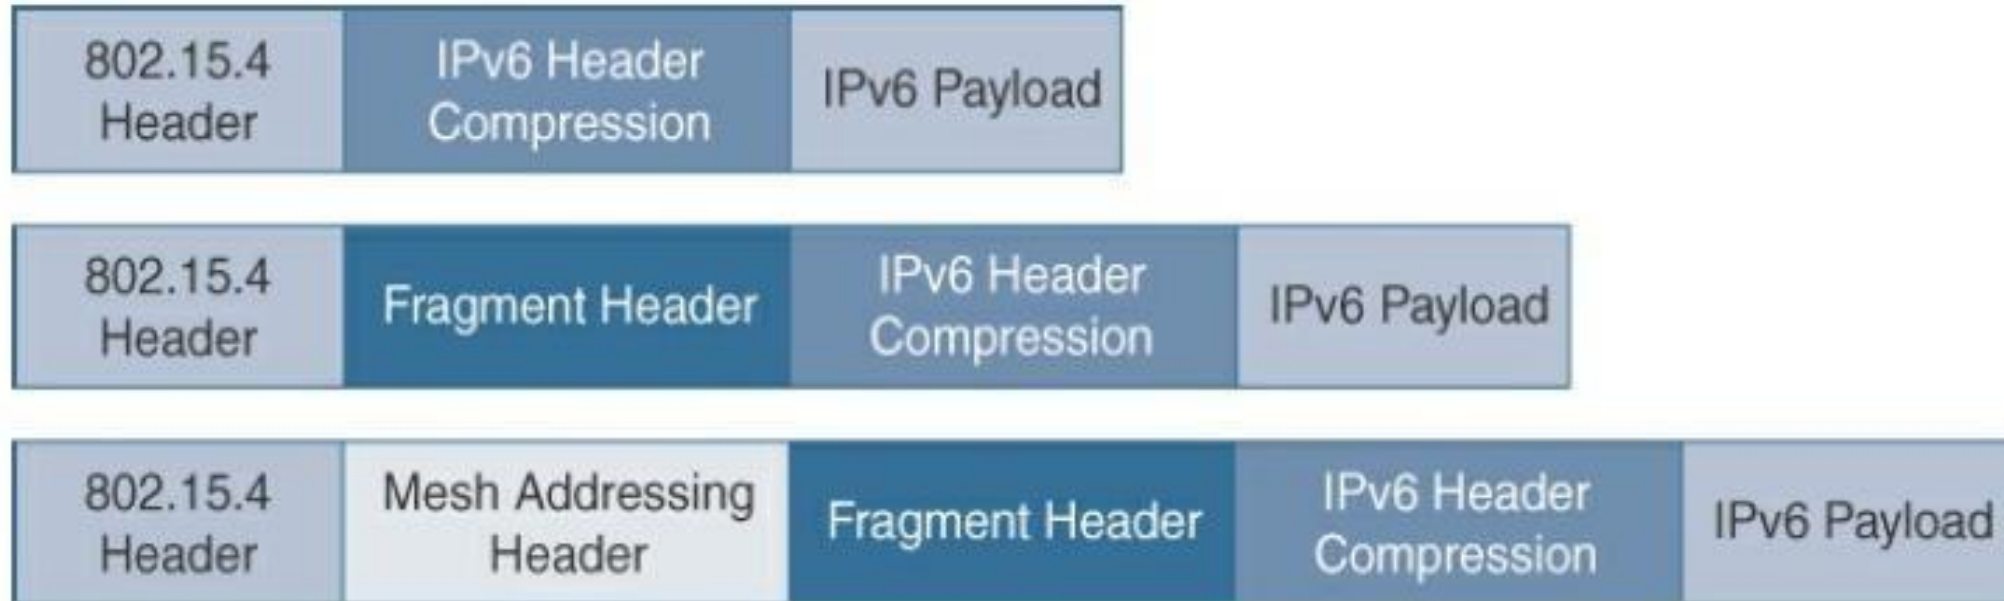 802.15.4
Header
IPv6 Header
Compression
IPv6 Payload
802.15.4
Header
Fragment Header
IPv6 Header
Compression
IPv6 Payload
802.15.4
Header
Mesh Addressing
Header
Fragment Header
IPv6 Header
Compression
IPv6 Payload